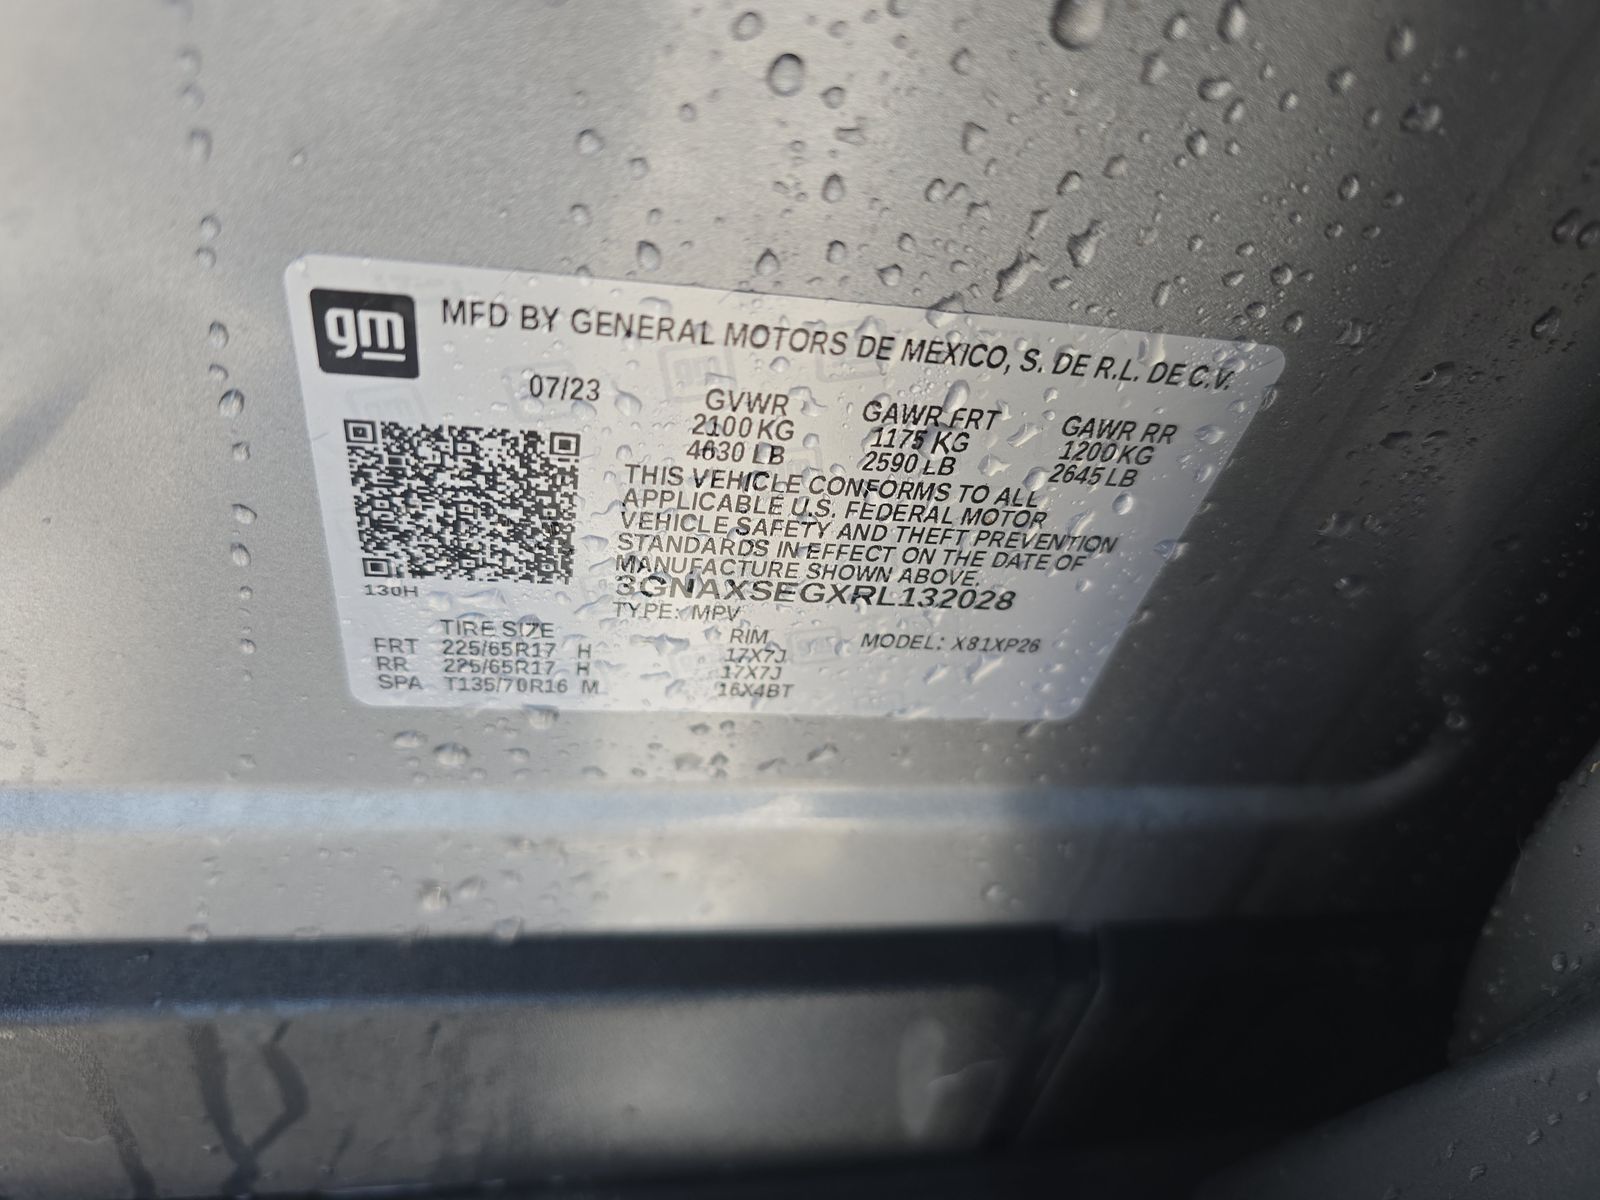 gm
MFD BY GENERAL MOTORS DE MEXICO, S. DE R.L. DE C.V.
07/23
GVWR GAWR FRT GAWR RR
2100 KG 1175 KG 1200 KG
4630 LB 2590 LB 2645 LB
THIS VEHICLE CONFORMS TO ALL
APPLICABLE U.S. FEDERAL MOTOR
VEHICLE SAFETY AND THEFT PREVENTION
STANDARDS IN EFFECT ON THE DATE OF
MANUFACTURE SHOWN ABOVE.
3GNAXSEGXRL132028
130H
TYPE: MPV
TIRE SIZE RIM MODEL: X81XP26
FRT 225/65R17 H 17X7J
RR 225/65R17 H 17X7J
SPA T135/70R16 M 16X4BT